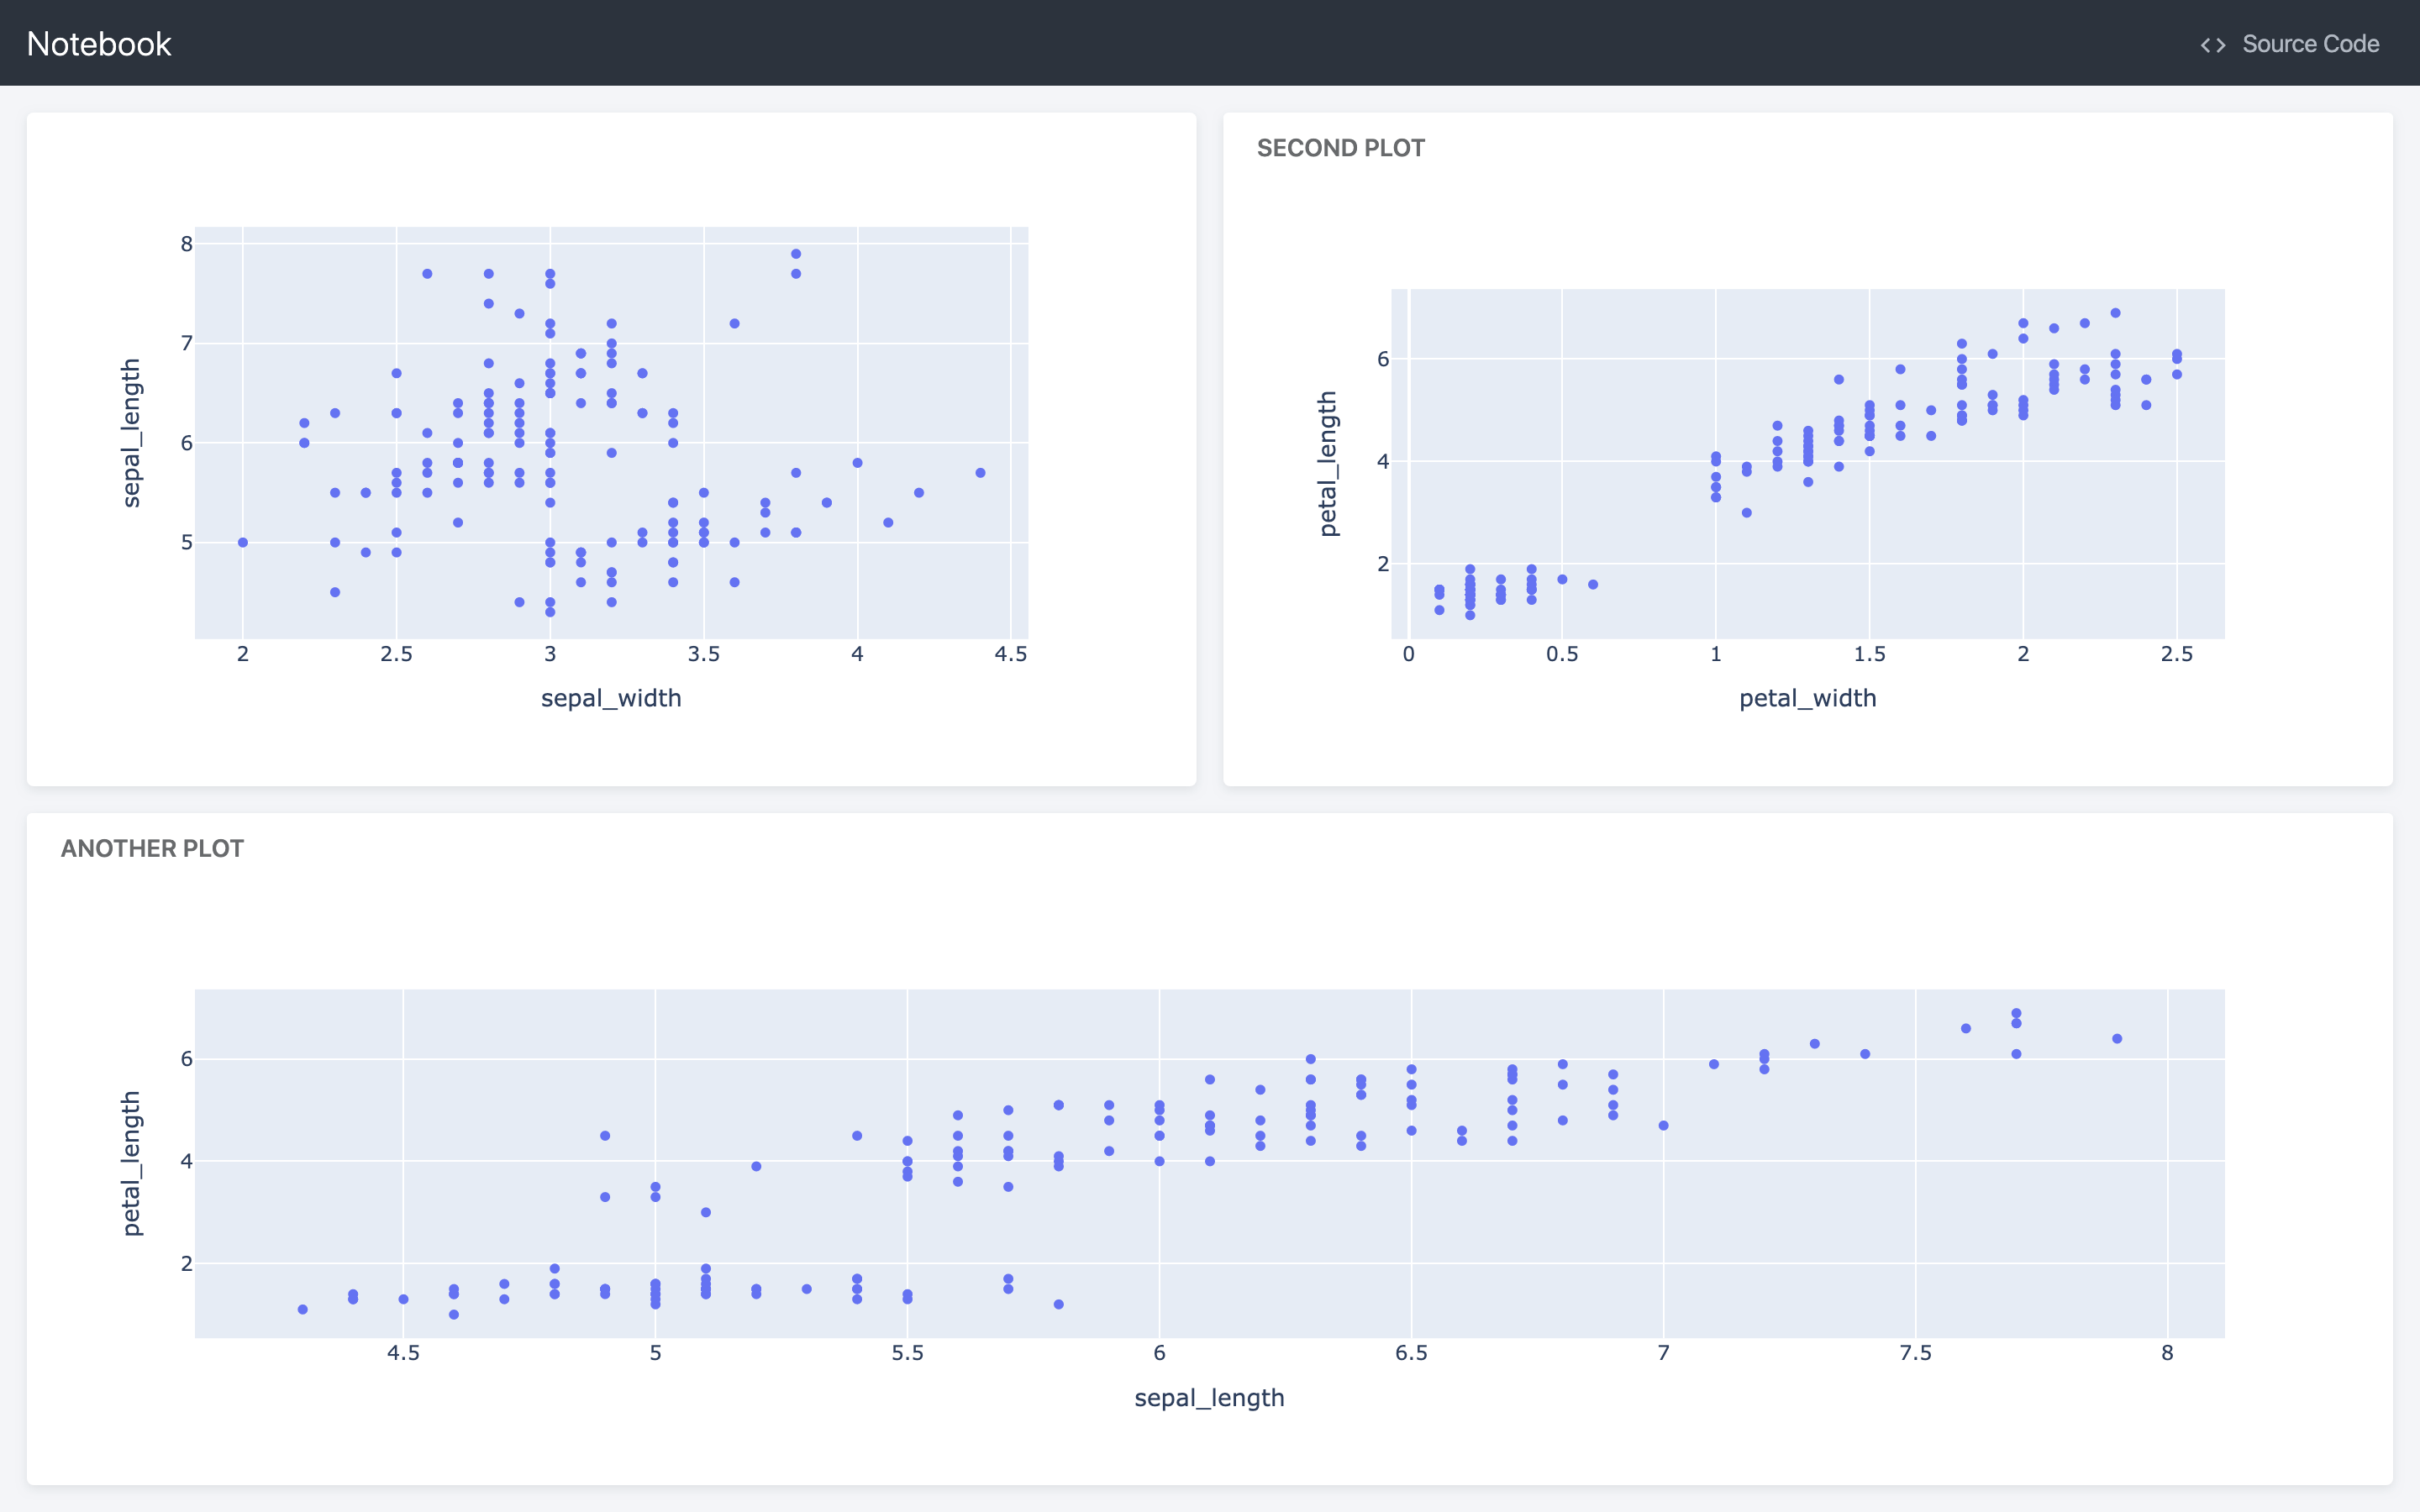 Notebook
<> Source Code
8
7
6
5
sepal_length
2 2.5 3 3.5 4 4.5
sepal_width
SECOND PLOT
6
4
2
petal_length
0 0.5 1 1.5 2 2.5
petal_width
ANOTHER PLOT
6
4
2
petal_length
4.5 5 5.5 6 6.5 7 7.5 8
sepal_length